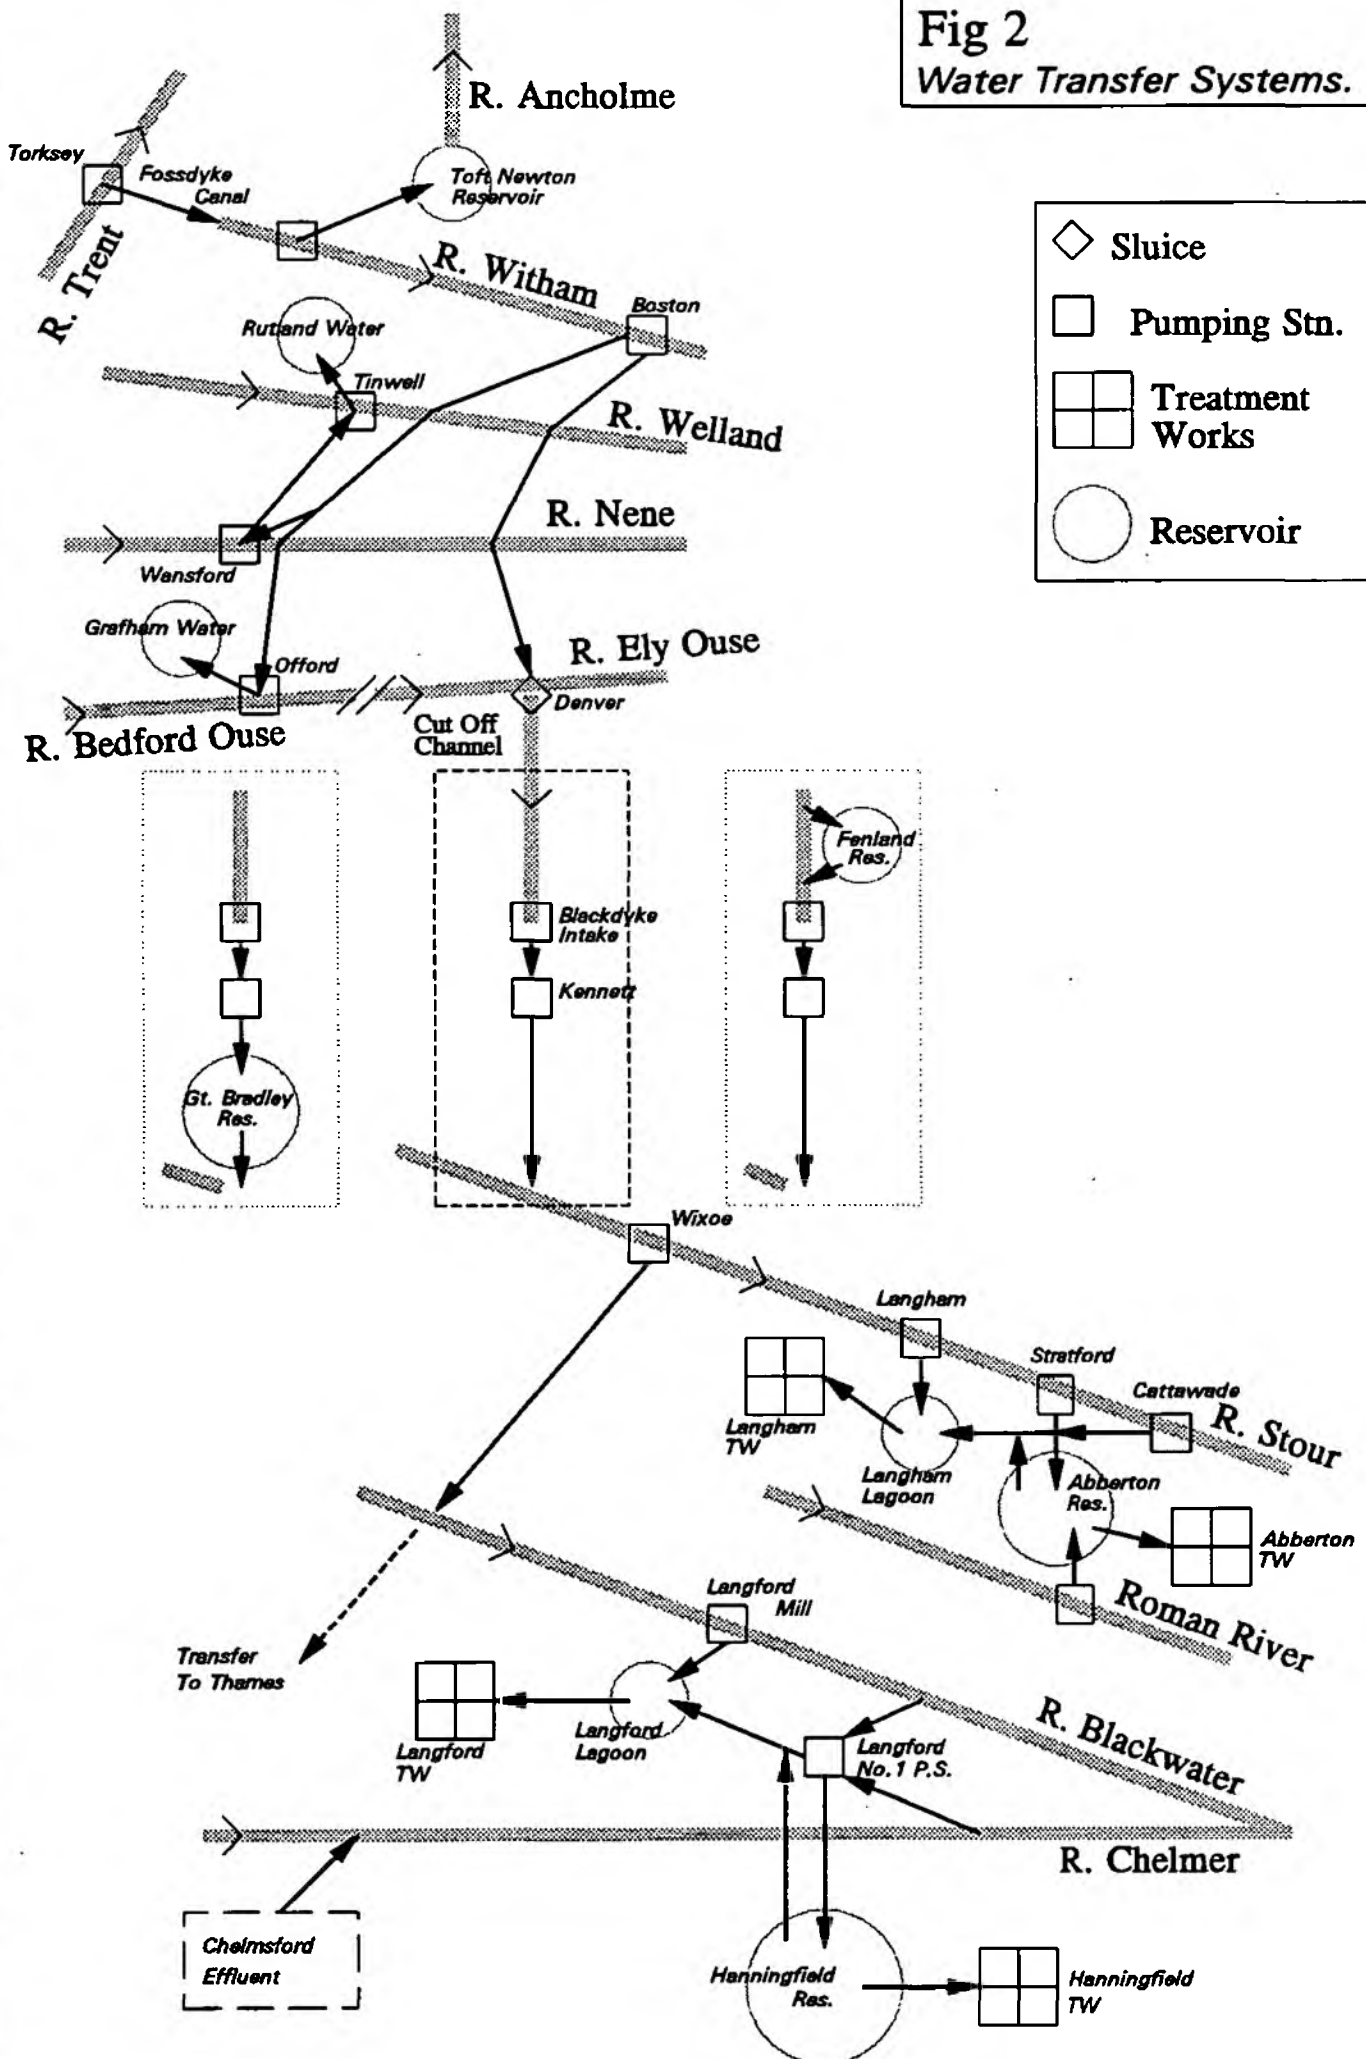 Fig 2
Water Transfer Systems.
R. Ancholme
Torksey
Fossdyke
Canal
Toft Newton
Reservoir
R. Trent
R. Witham
Boston
Rutland Water
Tinwell
R. Welland
R. Nene
Wansford
Grafham Water
Offord
R. Ely Ouse
Denver
R. Bedford Ouse
Cut Off
Channel
Sluice
Pumping Stn.
Treatment
Works
Reservoir
Fenland
Res.
Blackdyke
Intake
Kennett
Gt. Bradley
Res.
Wixoe
Langham
Stratford
Cattawade
R. Stour
Langham
TW
Langham
Lagoon
Abberton
Res.
Abberton
TW
Roman River
Langford
Mill
Transfer
To Thames
Langford
TW
Langford
Lagoon
Langford
No. 1 P.S.
R. Blackwater
R. Chelmer
Chelmsford
Effluent
Hanningfield
Res.
Hanningfield
TW